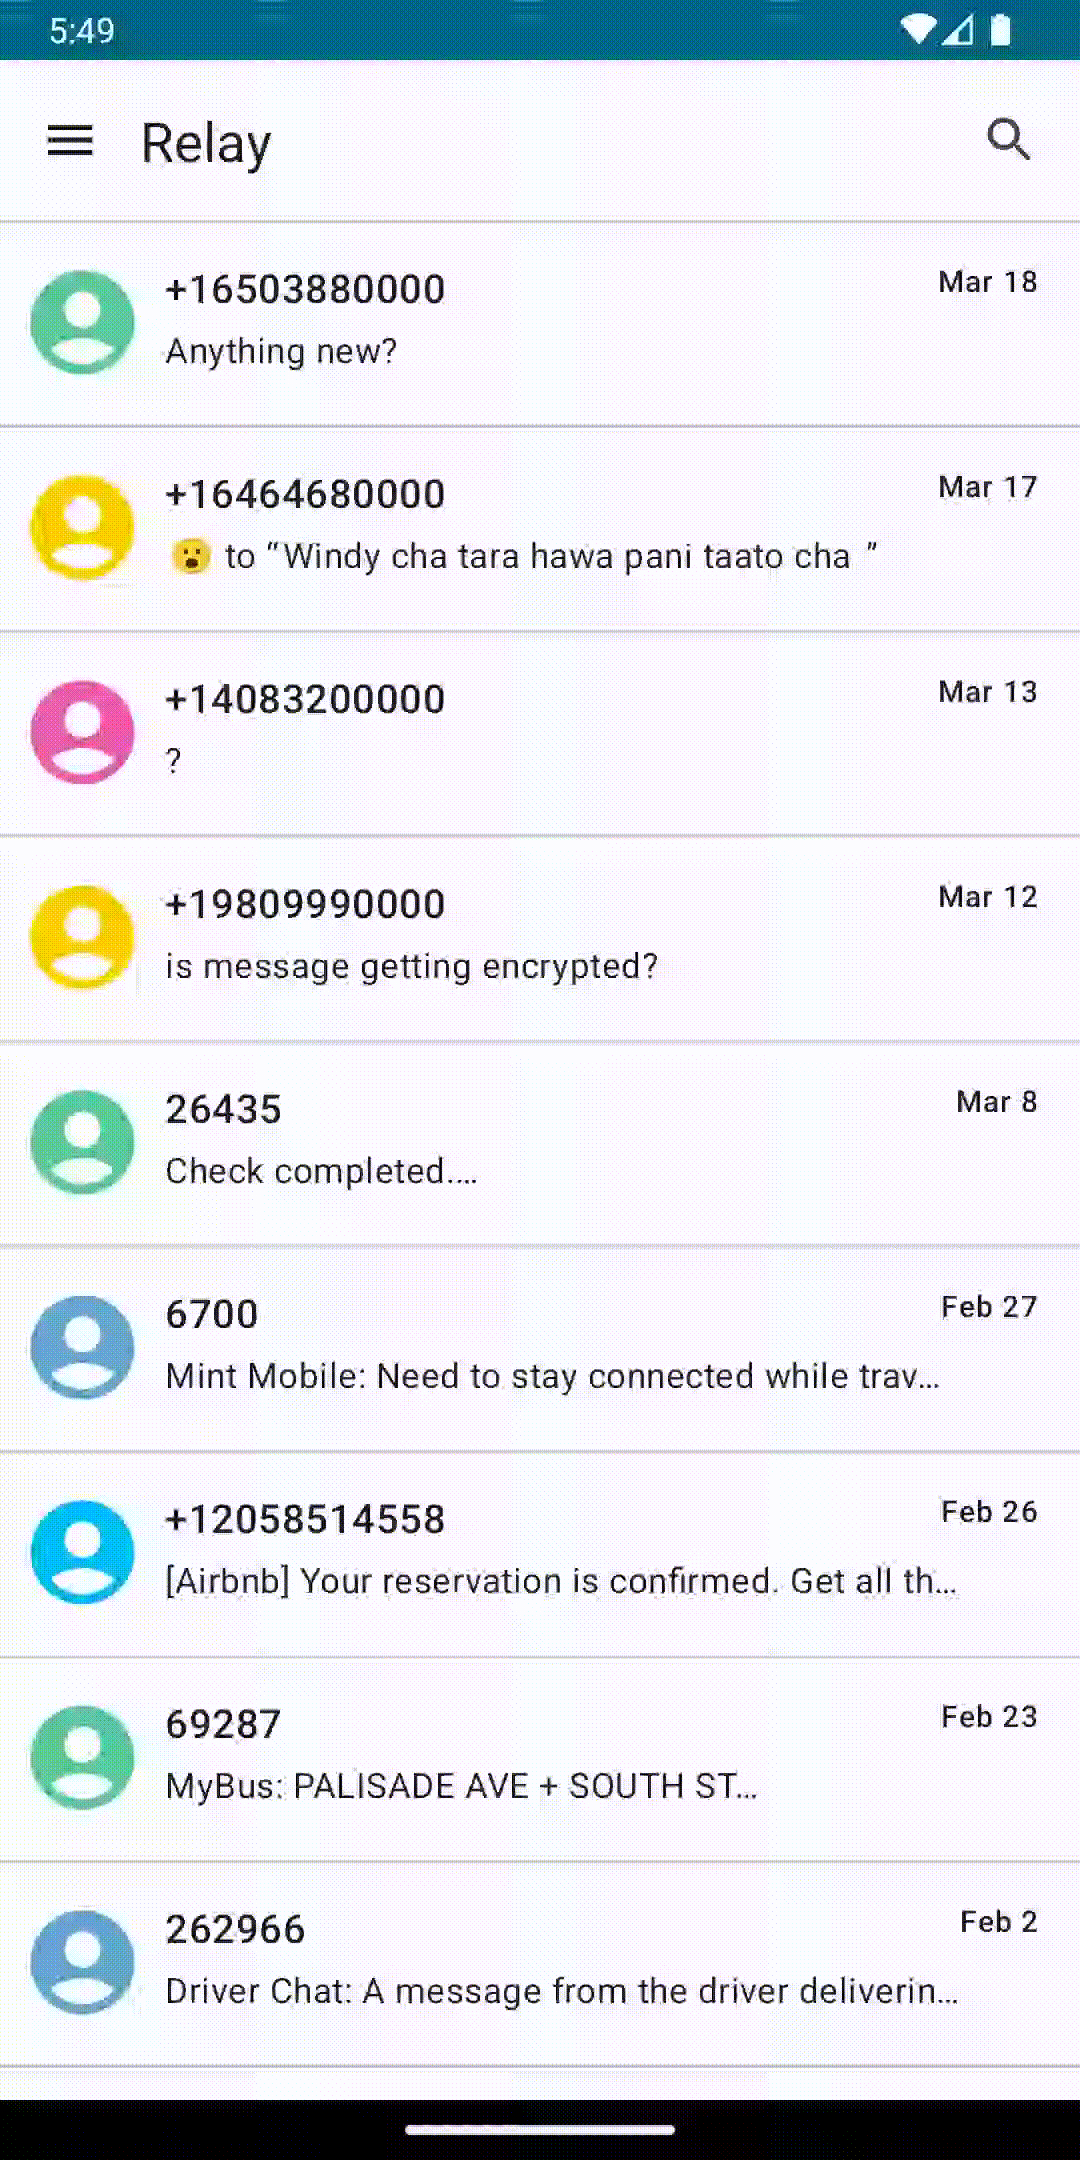 5:49
Relay
+16503880000
Mar 18
Anything new?
+16464680000
Mar 17
😮 to “Windy cha tara hawa pani taato cha ”
+14083200000
Mar 13
?
+19809990000
Mar 12
is message getting encrypted?
26435
Mar 8
Check completed....
6700
Feb 27
Mint Mobile: Need to stay connected while trav...
+12058514558
Feb 26
[Airbnb] Your reservation is confirmed. Get all th...
69287
Feb 23
MyBus: PALISADE AVE + SOUTH ST...
262966
Feb 2
Driver Chat: A message from the driver deliverin...